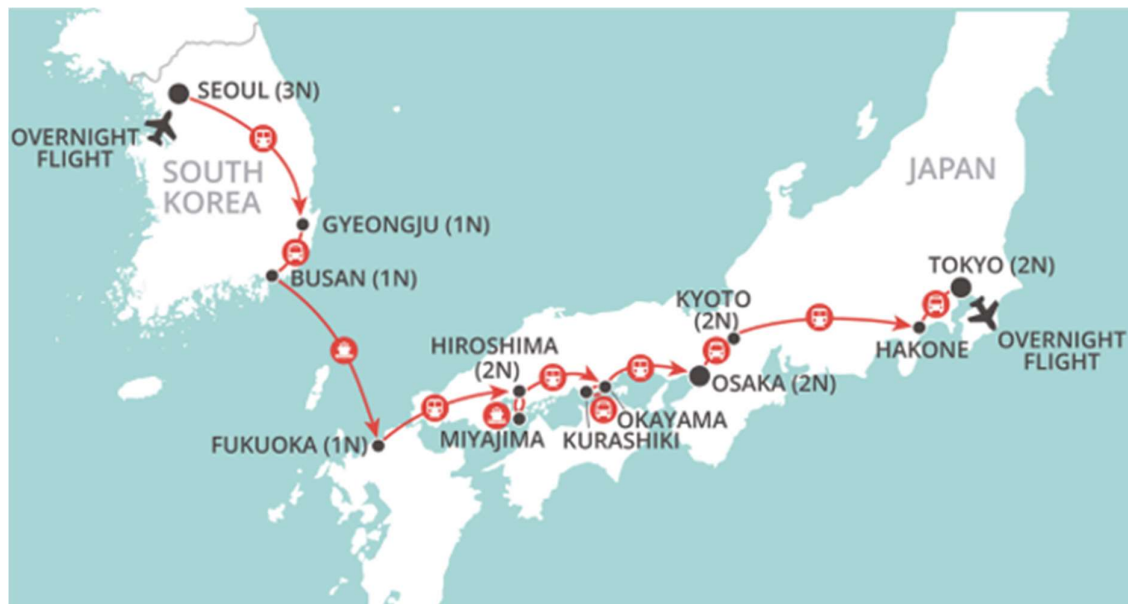 SEOUL (3N)
OVERNIGHT
FLIGHT
SOUTH
KOREA
GYEONGJU (1N)
BUSAN (1N)
FUKUOKA (1N)
HIROSHIMA
(2N)
MIYAJIMA
KURASHIKI
OKAYAMA
OSAKA (2N)
KYOTO
(2N)
JAPAN
TOKYO (2N)
HAKONE
OVERNIGHT
FLIGHT